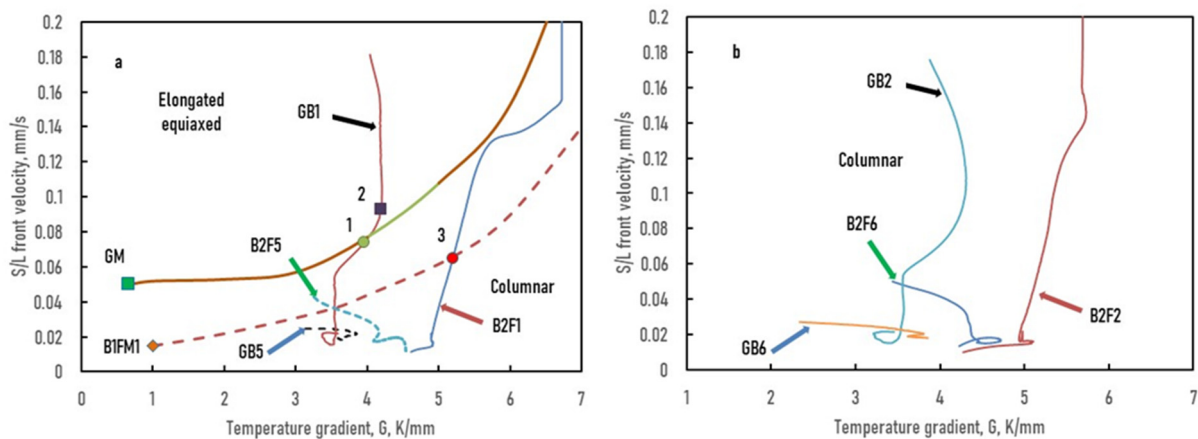 0.2
0.18
0.16
0.14
0.12
0.1
0.08
0.06
0.04
0.02
0
S/L front velocity, mm/s
a
Elongated
equiaxed
GB1
2
1
3
B2F5
GM
Columnar
B2F1
B1FM1
GB5
0 1 2 3 4 5 6 7
Temperature gradient, G, K/mm
0.2
0.18
0.16
0.14
0.12
0.1
0.08
0.06
0.04
0.02
0
S/L front velocity, mm/s
b
GB2
Columnar
B2F6
B2F2
GB6
1 2 3 4 5 6 7
Temperature gradient, G, K/mm